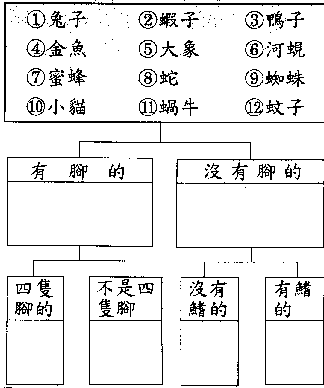 ①兔子 ②蝦子 ③鴨子
④金魚 ⑤大象 ⑥河蜆
⑦蜜蜂 ⑧蛇 ⑨蜘蛛
⑩小貓 ⑪蝸牛 ⑫蚊子
有腳的 沒有腳的
四隻 不是四 沒有 有鰭
腳的 隻腳 鰭的 的